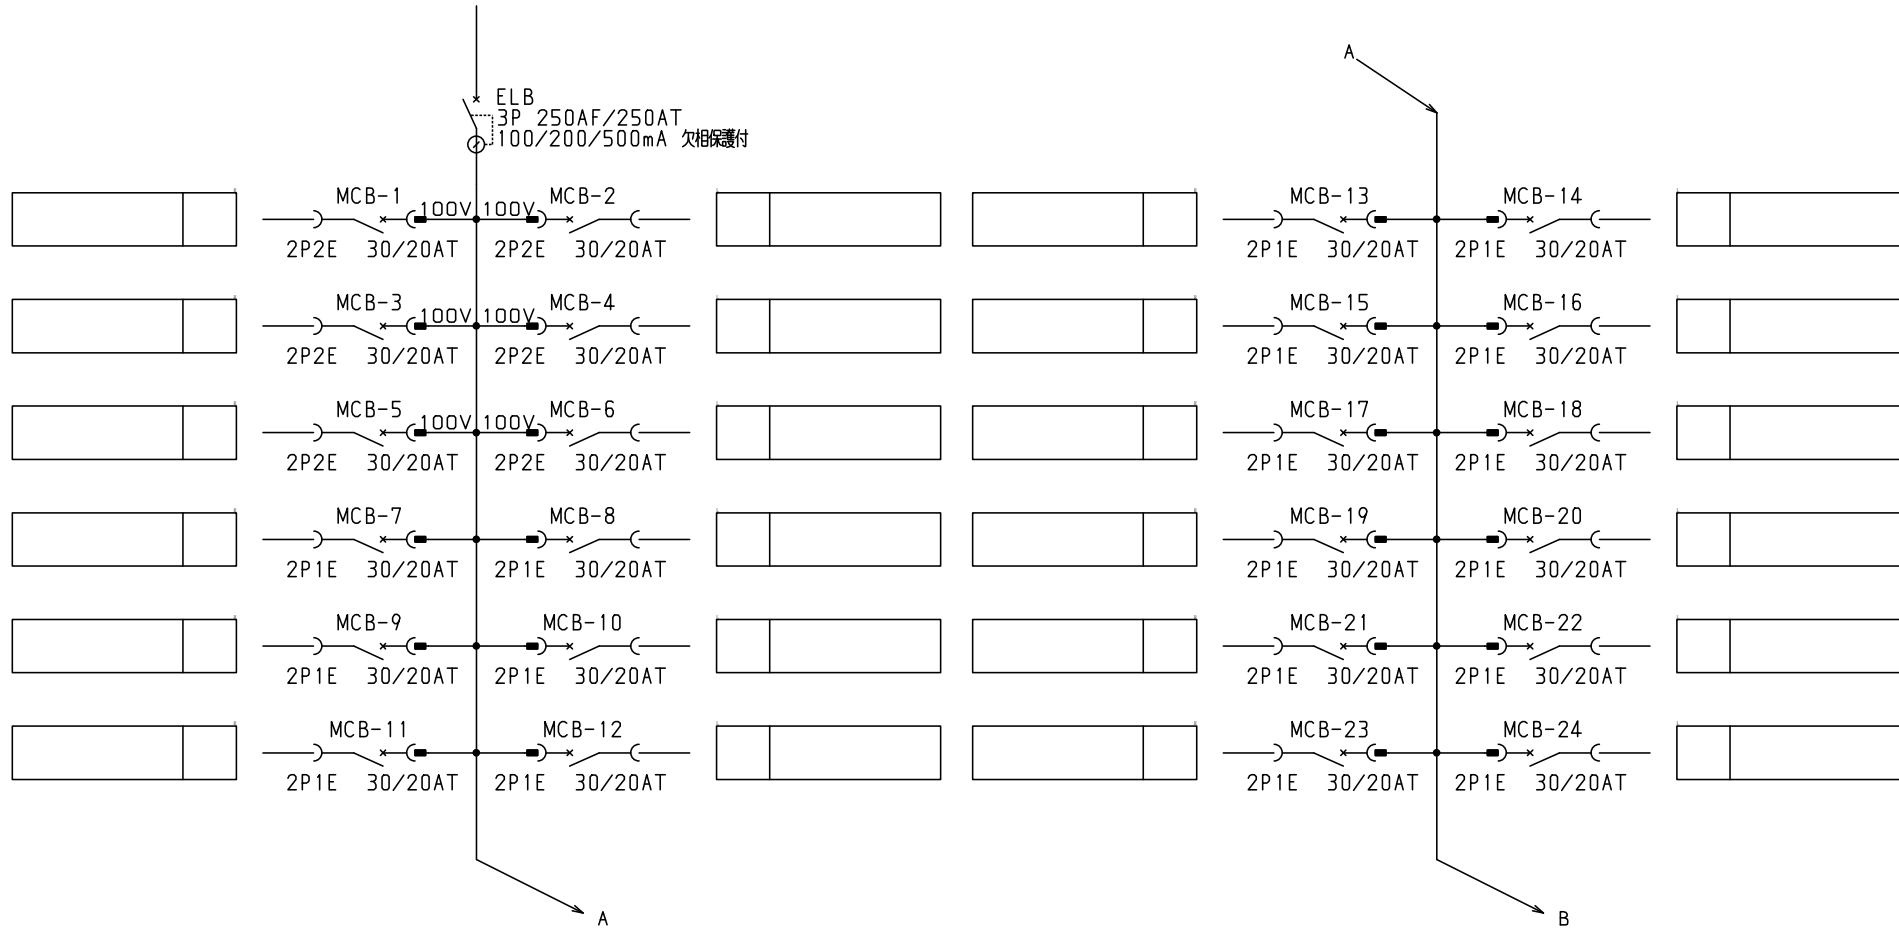 ELB
3P 250AF/250AT
100/200/500mA 欠相保護付
MCB-1 100V 100V MCB-2
2P2E 30/20AT 2P2E 30/20AT
MCB-3 100V 100V MCB-4
2P2E 30/20AT 2P2E 30/20AT
MCB-5 100V 100V MCB-6
2P2E 30/20AT 2P2E 30/20AT
MCB-7 MCB-8
2P1E 30/20AT 2P1E 30/20AT
MCB-9 MCB-10
2P1E 30/20AT 2P1E 30/20AT
MCB-11 MCB-12
2P1E 30/20AT 2P1E 30/20AT
A
A
MCB-13 MCB-14
2P1E 30/20AT 2P1E 30/20AT
MCB-15 MCB-16
2P1E 30/20AT 2P1E 30/20AT
MCB-17 MCB-18
2P1E 30/20AT 2P1E 30/20AT
MCB-19 MCB-20
2P1E 30/20AT 2P1E 30/20AT
MCB-21 MCB-22
2P1E 30/20AT 2P1E 30/20AT
MCB-23 MCB-24
2P1E 30/20AT 2P1E 30/20AT
B